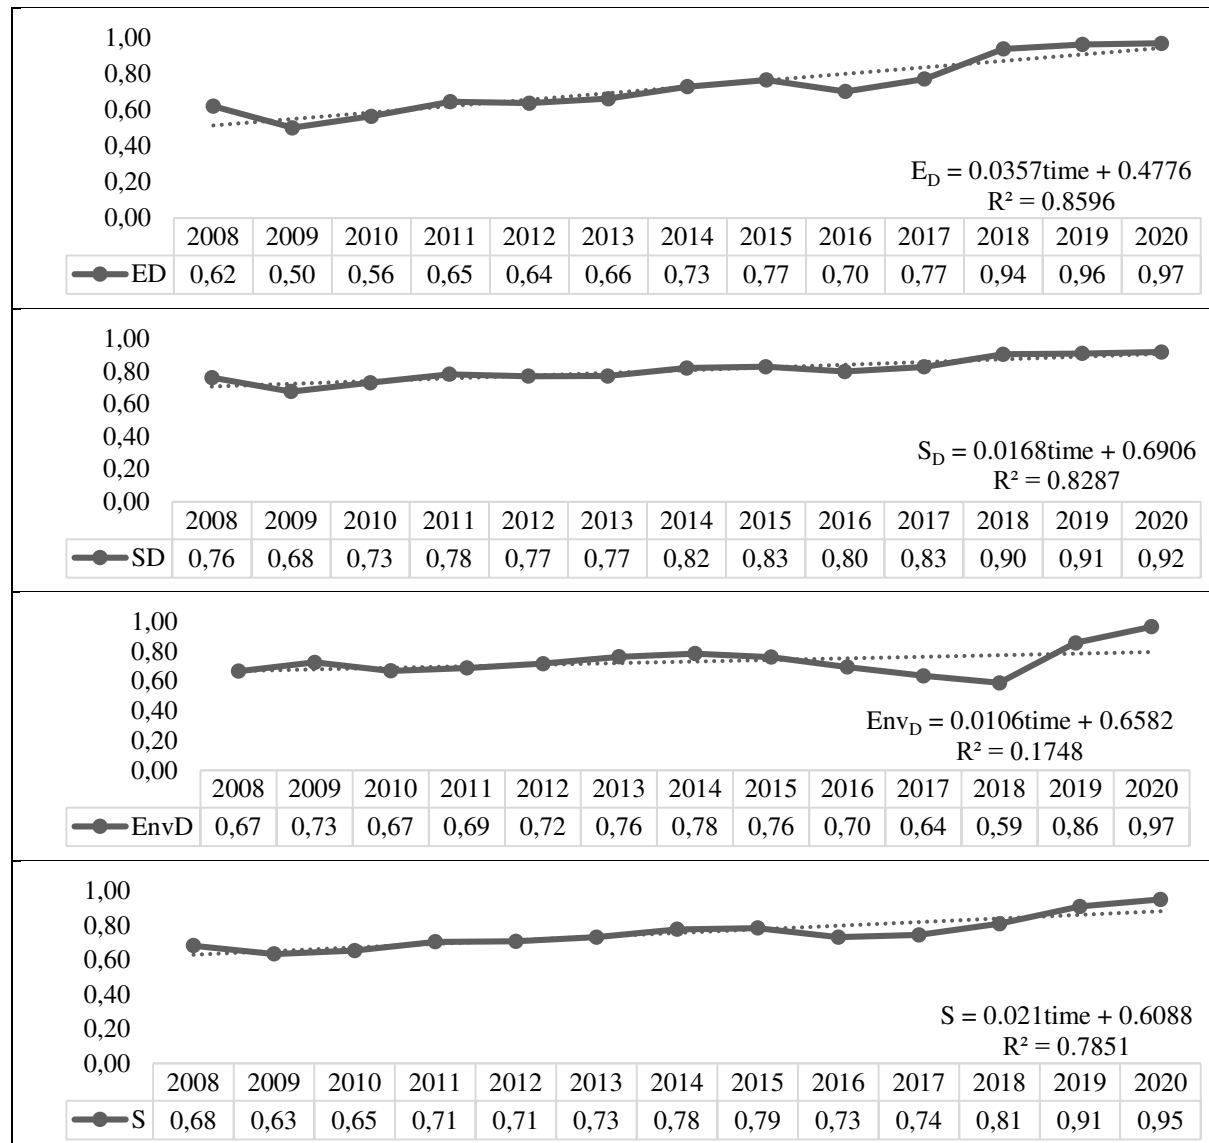 1,00
0,80
0,60
0,40
0,20
0,00
E_D = 0.0357time + 0.4776
R² = 0.8596
2008 2009 2010 2011 2012 2013 2014 2015 2016 2017 2018 2019 2020
ED 0,62 0,50 0,56 0,65 0,64 0,66 0,73 0,77 0,70 0,77 0,94 0,96 0,97
1,00
0,80
0,60
0,40
0,20
0,00
S_D = 0.0168time + 0.6906
R² = 0.8287
2008 2009 2010 2011 2012 2013 2014 2015 2016 2017 2018 2019 2020
SD 0,76 0,68 0,73 0,78 0,77 0,77 0,82 0,83 0,80 0,83 0,90 0,91 0,92
1,00
0,80
0,60
0,40
0,20
0,00
Env_D = 0.0106time + 0.6582
R² = 0.1748
2008 2009 2010 2011 2012 2013 2014 2015 2016 2017 2018 2019 2020
EnvD 0,67 0,73 0,67 0,69 0,72 0,76 0,78 0,76 0,70 0,64 0,59 0,86 0,97
1,00
0,80
0,60
0,40
0,20
0,00
S = 0.021time + 0.6088
R² = 0.7851
2008 2009 2010 2011 2012 2013 2014 2015 2016 2017 2018 2019 2020
S 0,68 0,63 0,65 0,71 0,71 0,73 0,78 0,79 0,73 0,74 0,81 0,91 0,95